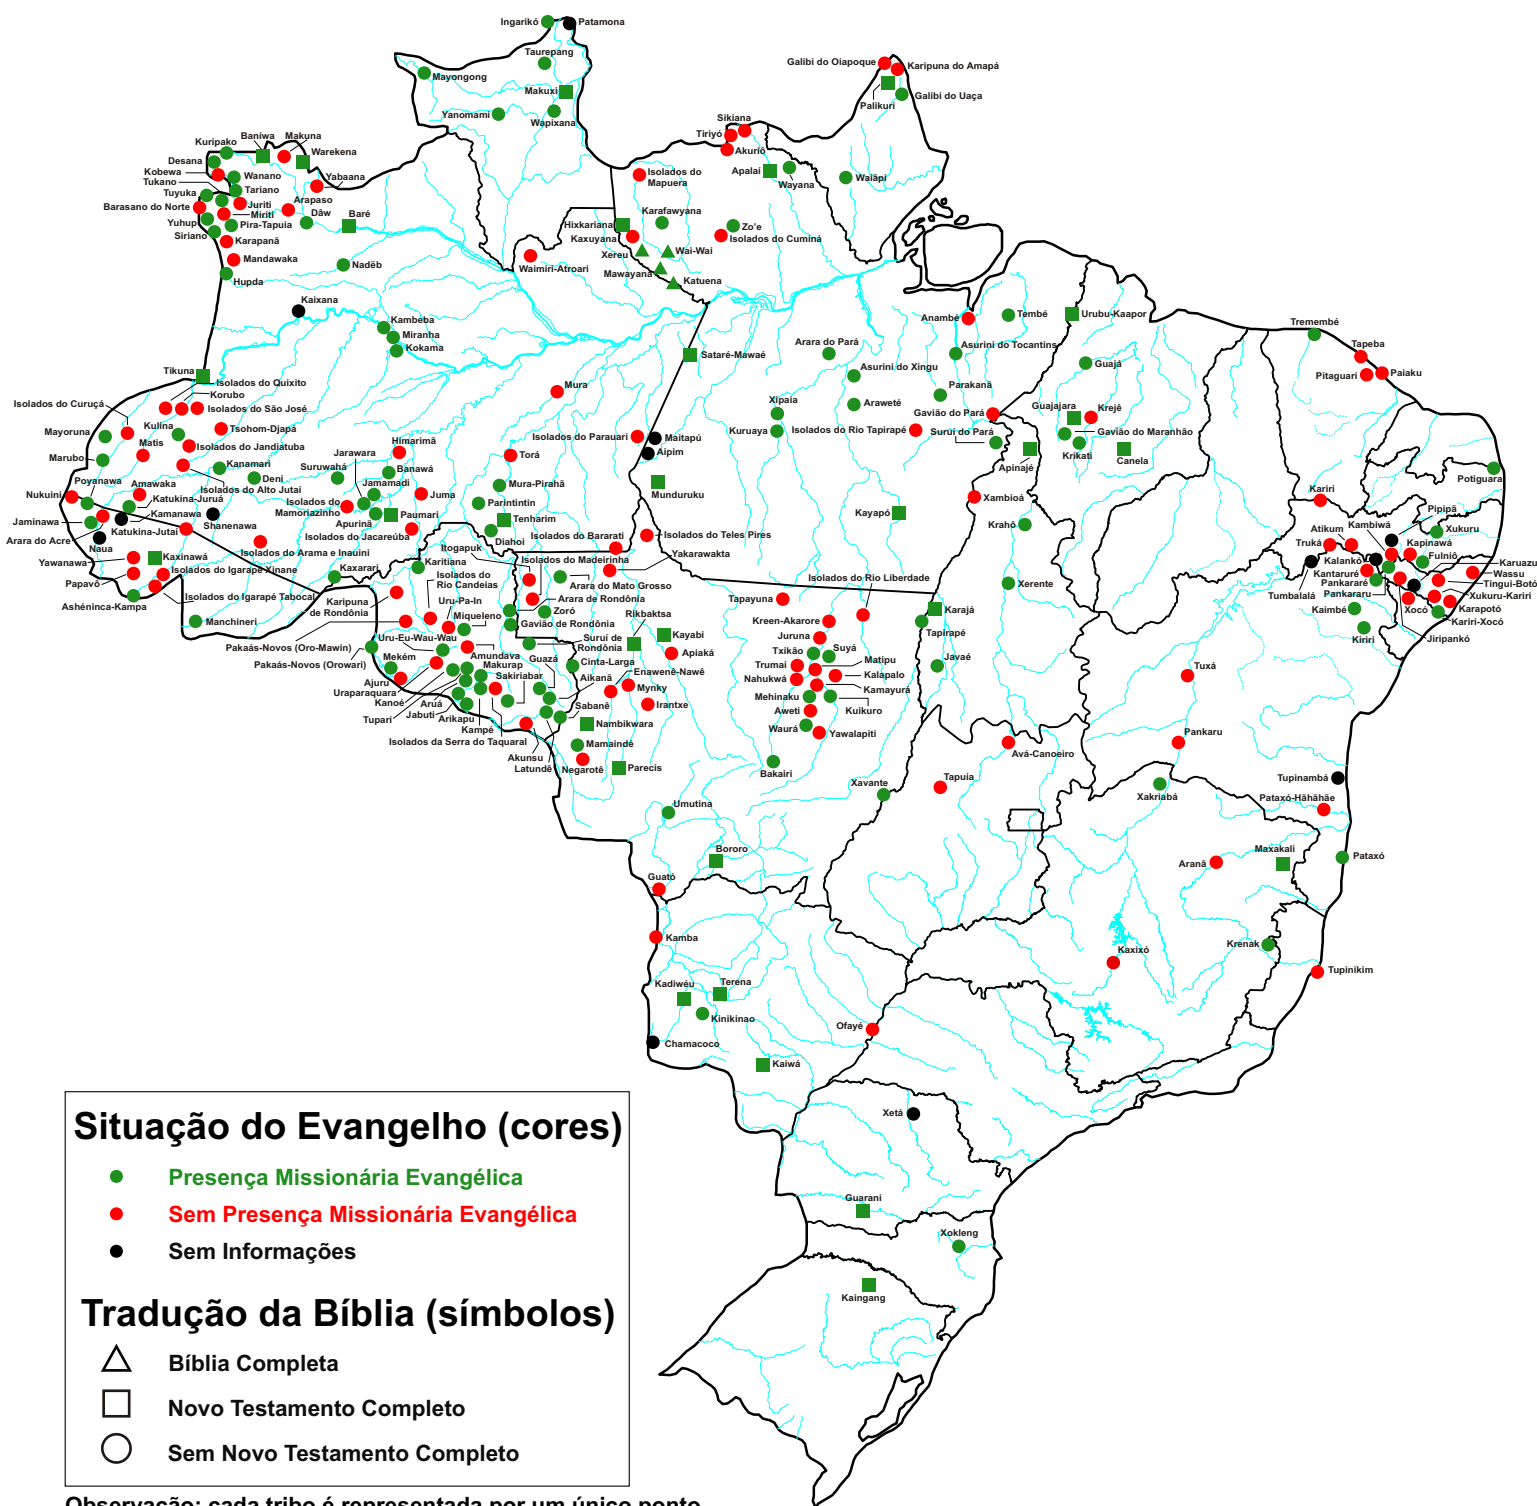 Ingarikó
Patamona
Taurepang
Mayongong
Makuxi
Yanomami
Wapixana
Galibi do Oiapoque
Karipuna do Amapá
Palikuri
Galibi do Uaça
Sikiana
Tiriyó
Akuriô
Apalaí
Wayana
Waiãpi
Isolados do
Mapuera
Karafawyana
Hixkariana
Kaxuyana
Zo'e
Isolados do Cuminá
Xereu
Wai-Wai
Mawayana
Katuena
Waimiri-Atroari
Kuripako
Baniwa
Makuna
Warekena
Desana
Kobewa
Wanano
Tukano
Tariano
Yabaana
Tuyuka
Juriti
Arapaso
Barasano do Norte
Miriti
Dâw
Baré
Yuhup
Pira-Tapuia
Siriano
Karapanã
Mandawaka
Nadëb
Hupda
Kaixana
Kambeba
Miranha
Kokama
Tikuna
Isolados do Quixito
Korubo
Isolados do São José
Isolados do Curuçá
Mura
Mayoruna
Kulina
Tsohom-Djapá
Matis
Isolados do Jandiatuba
Marubo
Kanamari
Poyanawa
Amawaka
Deni
Isolados do Alto Jutaí
Nukuini
Katukina-Juruá
Kamanawa
Jaminawa
Katukina-Jutai
Shanenawa
Arara do Acre
Naua
Isolados do Arama e Inauini
Yawanawa
Kaxinawá
Papavô
Isolados do Igarapé Xinane
Isolados do Igarapé Tabocal
Ashéninca-Kampa
Manchineri
Himarimã
Jarawara
Suruwahá
Banawá
Jamamadi
Juma
Isolados do
Mamoriazinho
Apurinã
Paumari
Isolados do Jacareúba
Kaxarari
Torá
Mura-Pirahã
Parintintin
Tenharim
Diahoi
Isolados do Bararati
Isolados do Parauari
Maitapú
Aipim
Munduruku
Sataré-Mawaé
Isolados do Teles Pires
Yakarawakta
Itogapuk
Isolados do Madeirinha
Karitiana
Isolados do
Rio Candeias
Arara do Mato Grosso
Arara de Rondônia
Karipuna
de Rondônia
Uru-Pa-In
Miqueleno
Zoró
Gavião de Rondônia
Rikbaktsa
Kayabi
Pakaás-Novos (Oro-Mawin)
Uru-Eu-Wau-Wau
Pakaás-Novos (Orowari)
Suruí de
Rondônia
Apiaká
Mekém
Amundava
Guazá
Cinta-Larga
Makurap
Sakiriabar
Aikanã
Enawenê-Nawê
Ajuru
Uraparaquara
Mynky
Kanoé
Aruá
Sabanê
Irantxe
Tupari
Jabuti
Arikapu
Kampé
Nambikwara
Isolados da Serra do Taquaral
Akunsu
Mamaindê
Latundê
Negarotê
Parecis
Arara do Pará
Asurini do Xingu
Araweté
Xipaia
Kuruaya
Isolados do Rio Tapirapé
Anambé
Tembé
Urubu-Kaapor
Asurini do Tocantins
Guajá
Parakanã
Gavião do Pará
Guajajara
Krejê
Gavião do Maranhão
Suruí do Pará
Krikati
Canela
Apinajé
Xambioá
Kayapó
Krahô
Xerente
Isolados do Rio Liberdade
Tapayuna
Kreen-Akarore
Karajá
Tapirapé
Juruna
Txikão
Suyá
Trumai
Matipu
Nahukwá
Kalapalo
Javaé
Kamayurá
Mehinaku
Kuikuro
Aweti
Waurá
Yawalapiti
Bakairi
Xavante
Avá-Canoeiro
Tapuia
Umutina
Bororo
Guató
Kamba
Kadiwéu
Terena
Kinikinao
Chamacoco
Ofayé
Kaiwá
Xetá
Guarani
Xokleng
Kaingang
Tremembé
Tapeba
Pitaguari
Paiaku
Potiguara
Kariri
Pipipã
Kambiwá
Atikum
Xukuru
Truká
Kapinawá
Kalankó
Fulniô
Karuazu
Kantaruré
Wassu
Pankararu
Tingui-Botó
Tumbalalá
Xukuru-Kariri
Kaimbé
Xocó
Karapotó
Kariri-Xocó
Kiriri
Jiripankó
Pankararé
Tuxá
Pankaru
Tupinambá
Xakriabá
Pataxó-Hãhãhãe
Maxakali
Pataxó
Aranã
Krenak
Kaxixó
Tupinikim
Situação do Evangelho (cores)
Presença Missionária Evangélica
Sem Presença Missionária Evangélica
Sem Informações
Tradução da Bíblia (símbolos)
Bíblia Completa
Novo Testamento Completo
Sem Novo Testamento Completo
Observação: cada tribo é representada por um único ponto